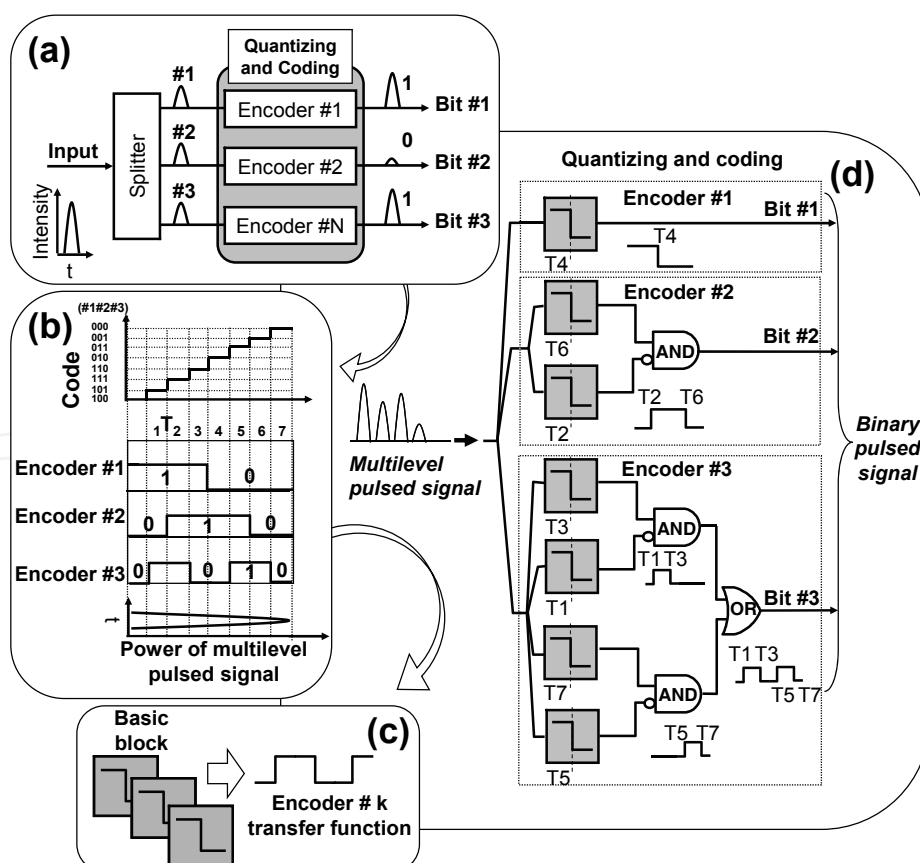 (a)
Quantizing
and Coding
#1
1
Encoder #1
Bit #1
#2
0
Input
Splitter
Encoder #2
Bit #2
#3
1
Encoder #N
Bit #3
Intensity
t
(b)
(#1#2#3)
000
001
011
010
110
111
101
100
Code
T
1 2 3 4 5 6 7
Encoder #1
1 0
Encoder #2
0 1 0
Encoder #3
0 0 1 0
t
Power of multilevel
pulsed signal
(c)
Basic
block
Encoder # k
transfer function
Multilevel
pulsed signal
(d)
Quantizing and coding
Encoder #1
Bit #1
T4
T4
Encoder #2
T6
AND
Bit #2
T2
T2 T6
Encoder #3
T3
AND
T1
T1 T3
OR
Bit #3
T7
AND
T5
T5 T7
T1 T3
T5 T7
Binary
pulsed
signal